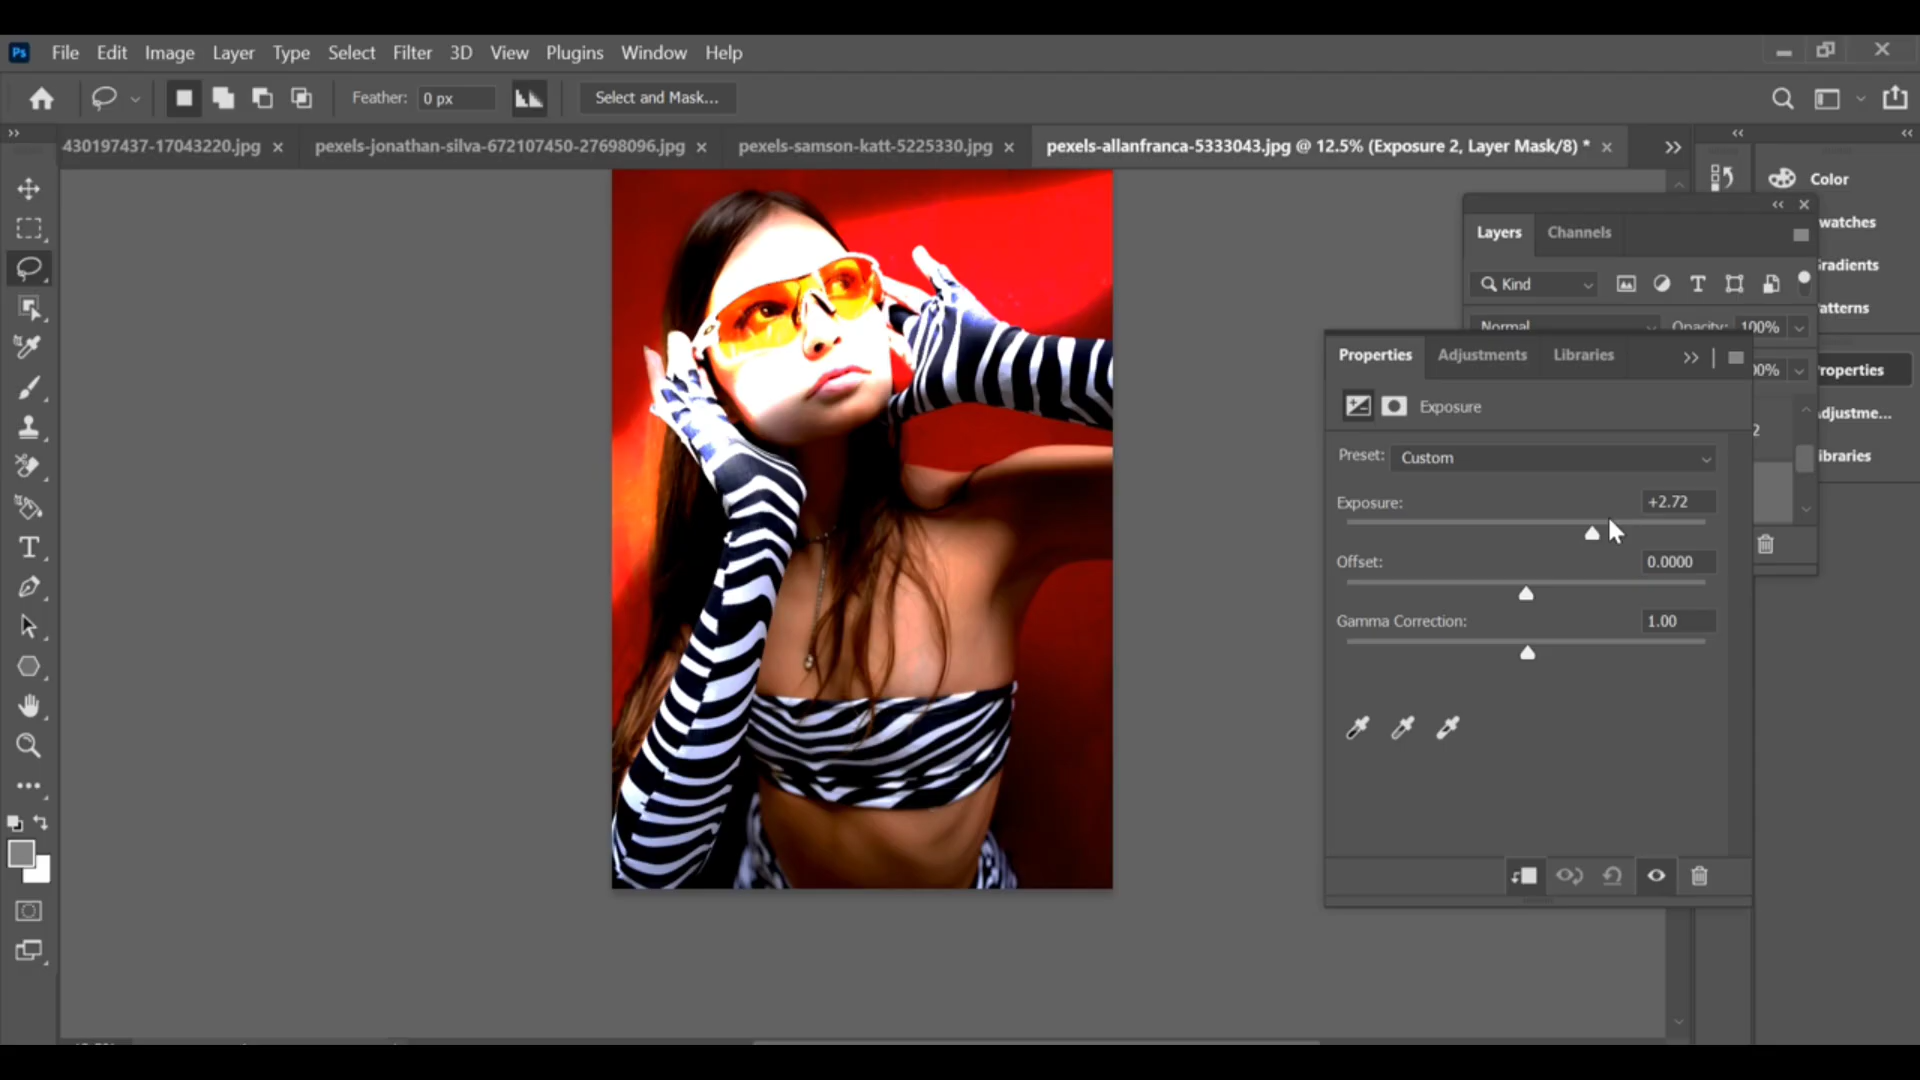 Ps File Edit Image Layer Type Select Filter 3D View Plugins Window Help
Feather: 0 px Select and Mask...
430197437-17043220.jpg pexels-jonathan-silva-672107450-27698096.jpg pexels-samson-katt-5225330.jpg pexels-allanfranca-5333043.jpg @ 12.5% (Exposure 2, Layer Mask/8) *
Color
Layers Channels
watches
Kind
radients
atterns
Normal Opacity: 100%
Properties Adjustments Libraries
00% roperties
Exposure
djustme...
2
ibraries
Preset: Custom
Exposure: +2.72
Offset: 0.0000
Gamma Correction: 1.00